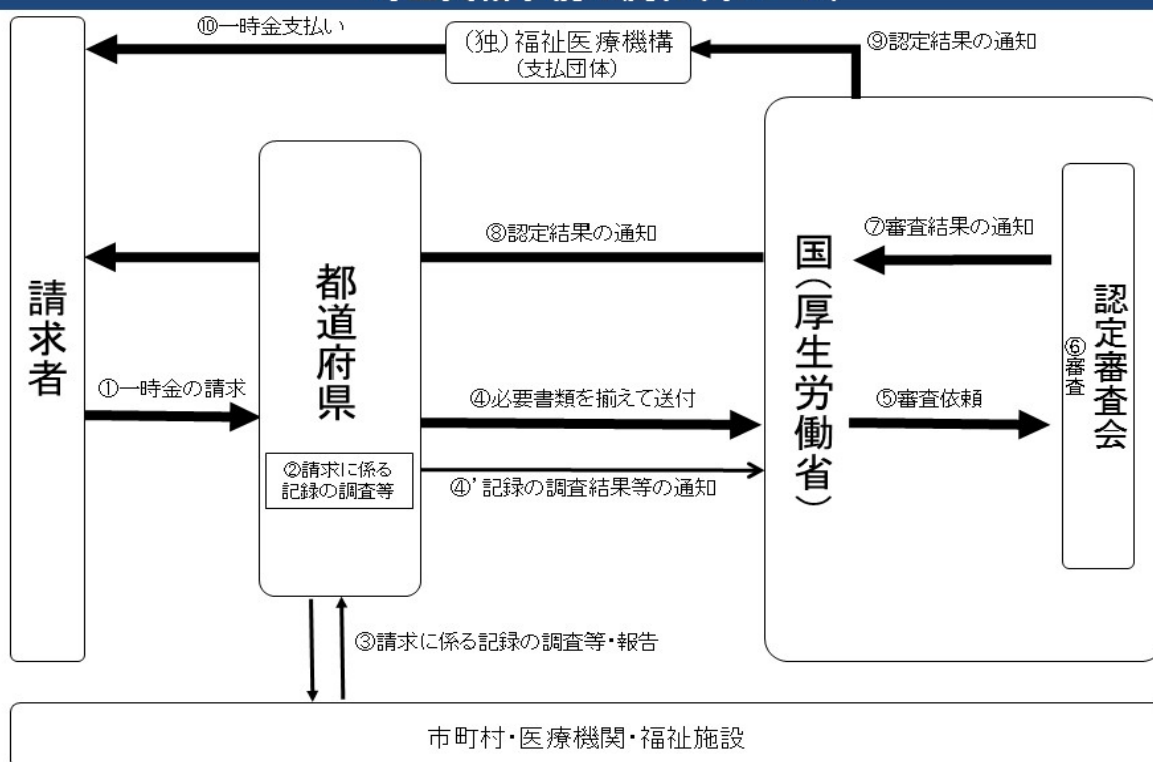 ⑩一時金支払い
(独)福祉医療機構
(支払団体)
⑨認定結果の通知
請求者
都道府県
⑧認定結果の通知
国(厚生労働省)
⑦審査結果の通知
認定審査会
⑥審査
①一時金の請求
④必要書類を揃えて送付
⑤審査依頼
②請求に係る
記録の調査等
④’記録の調査結果等の通知
③請求に係る記録の調査等・報告
市町村・医療機関・福祉施設